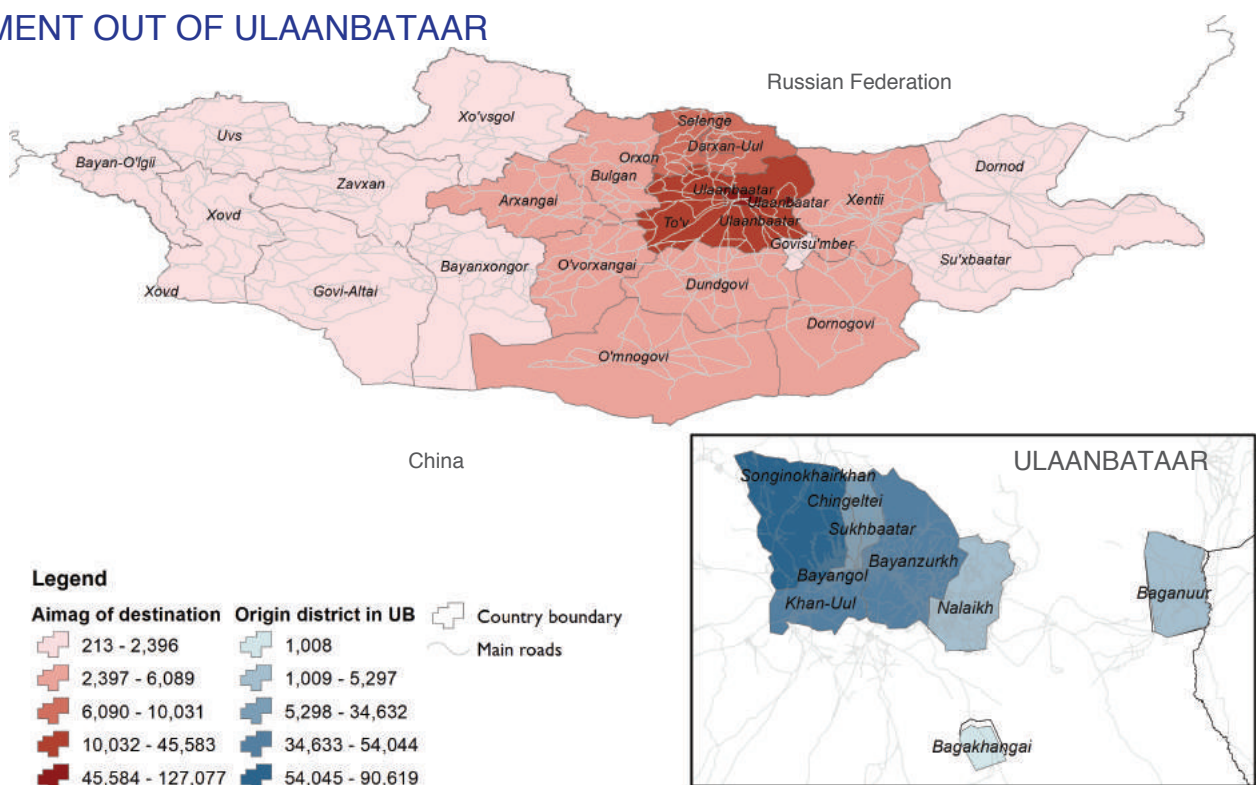 MENT OUT OF ULAANBATAAR
Russian Federation
Xo'vsgol
Uvs
Bayan-O'lgii
Zavxan
Xovd
Xovd
Govi-Altai
Bayanxongor
Arxangai
Orxon
Bulgan
Selenge
Darxan-Uul
Ulaanbaatar
Ulaanbaatar
To'v
Ulaanbaatar
Govisu'mber
Xentii
Dornod
Su'xbaatar
O'vorxangai
Dundgovi
Dornogovi
O'mnogovi
China
ULAANBATAAR
Songinokhairkhan
Chingeltei
Sukhbaatar
Bayanzurkh
Bayangol
Khan-Uul
Nalaikh
Baganuur
Bagakhangai
Legend
Aimag of destination
213 - 2,396
2,397 - 6,089
6,090 - 10,031
10,032 - 45,583
45,584 - 127,077
Origin district in UB
1,008
1,009 - 5,297
5,298 - 34,632
34,633 - 54,044
54,045 - 90,619
Country boundary
Main roads